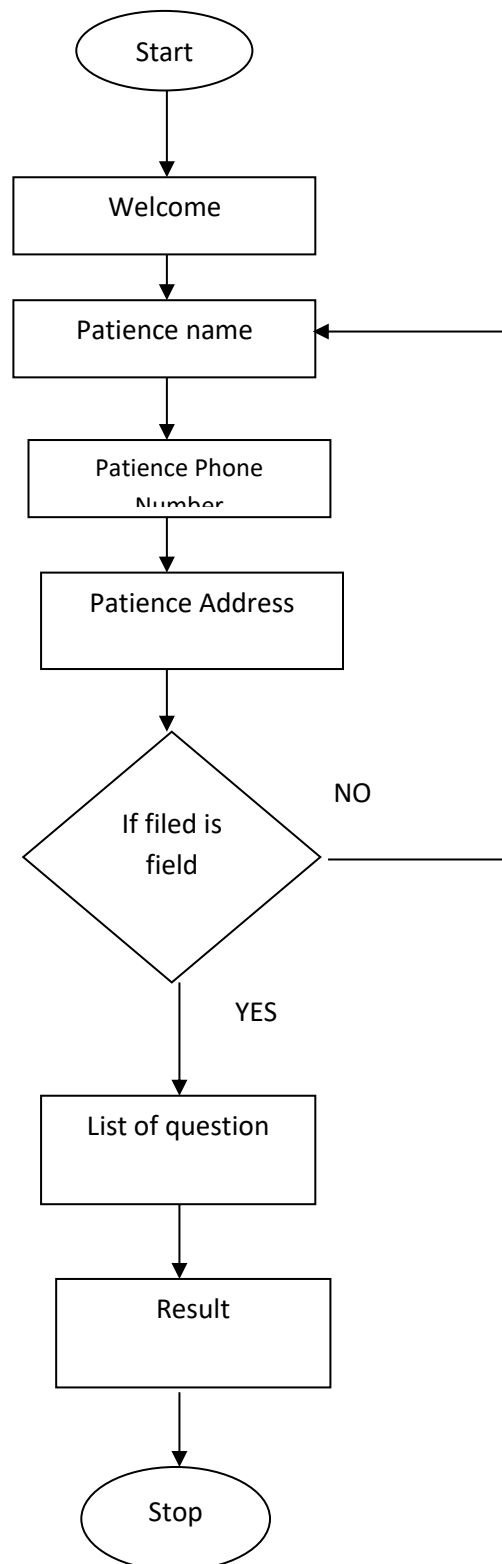 Start
Welcome
Patience name
Patience Phone
Number
Patience Address
If filed is
field
NO
YES
List of question
Result
Stop